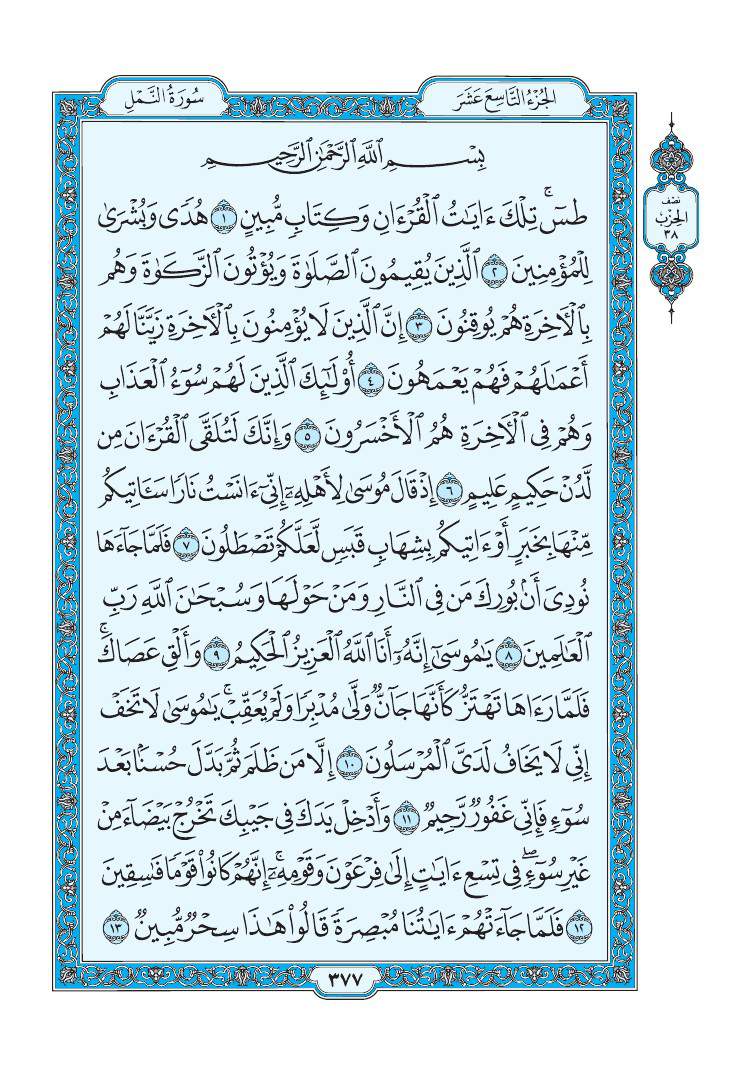 الجُزْءُ التَّاسِعَ عَشَرَ
سُورَةُ النَّمْلِ
بِسْمِ ٱللَّهِ ٱلرَّحْمَٰنِ ٱلرَّحِيمِ
طسٓۚ تِلْكَ ءَايَٰتُ ٱلْقُرْءَانِ وَكِتَابٖ مُّبِينٍ ١ هُدٗى وَبُشْرَىٰ
لِلْمُؤْمِنِينَ ٢ ٱلَّذِينَ يُقِيمُونَ ٱلصَّلَوٰةَ وَيُؤْتُونَ ٱلزَّكَوٰةَ وَهُم
بِٱلْأٓخِرَةِ هُمْ يُوقِنُونَ ٣ إِنَّ ٱلَّذِينَ لَا يُؤْمِنُونَ بِٱلْأٓخِرَةِ زَيَّنَّا لَهُمْ
أَعْمَٰلَهُمْ فَهُمْ يَعْمَهُونَ ٤ أُوْلَٰٓئِكَ ٱلَّذِينَ لَهُمْ سُوٓءُ ٱلْعَذَابِ
وَهُمْ فِي ٱلْأٓخِرَةِ هُمُ ٱلْأَخْسَرُونَ ٥ وَإِنَّكَ لَتُلَقَّى ٱلْقُرْءَانَ مِن
لَّدُنْ حَكِيمٍ عَلِيمٍ ٦ إِذْ قَالَ مُوسَىٰ لِأَهْلِهِۦٓ إِنِّيٓ ءَانَسْتُ نَارٗا سَـَٔاتِيكُم
مِّنْهَا بِخَبَرٍ أَوْ ءَاتِيكُم بِشِهَابٖ قَبَسٖ لَّعَلَّكُمْ تَصْطَلُونَ ٧ فَلَمَّا جَآءَهَا
نُودِيَ أَنۢ بُورِكَ مَن فِي ٱلنَّارِ وَمَنْ حَوْلَهَا وَسُبْحَٰنَ ٱللَّهِ رَبِّ
ٱلْعَٰلَمِينَ ٨ يَٰمُوسَىٰٓ إِنَّهُۥٓ أَنَا ٱللَّهُ ٱلْعَزِيزُ ٱلْحَكِيمُ ٩ وَأَلْقِ عَصَاكَۚ
فَلَمَّا رَءَاهَا تَهْتَزُّ كَأَنَّهَا جَآنّٞ وَلَّىٰ مُدْبِرٗا وَلَمْ يُعَقِّبْۚ يَٰمُوسَىٰ لَا تَخَفْ
إِنِّي لَا يَخَافُ لَدَيَّ ٱلْمُرْسَلُونَ ١٠ إِلَّا مَن ظَلَمَ ثُمَّ بَدَّلَ حُسْنَۢا بَعْدَ
سُوٓءٖ فَإِنِّي غَفُورٞ رَّحِيمٞ ١١ وَأَدْخِلْ يَدَكَ فِي جَيْبِكَ تَخْرُجْ بَيْضَآءَ مِنْ
غَيْرِ سُوٓءٖۖ فِي تِسْعِ ءَايَٰتٍ إِلَىٰ فِرْعَوْنَ وَقَوْمِهِۦٓۚ إِنَّهُمْ كَانُواْ قَوْمٗا فَٰسِقِينَ
١٢ فَلَمَّا جَآءَتْهُمْ ءَايَٰتُنَا مُبْصِرَةٗ قَالُواْ هَٰذَا سِحْرٞ مُّبِينٞ ١٣
نصف
الحِزْب
٣٨
٣٧٧